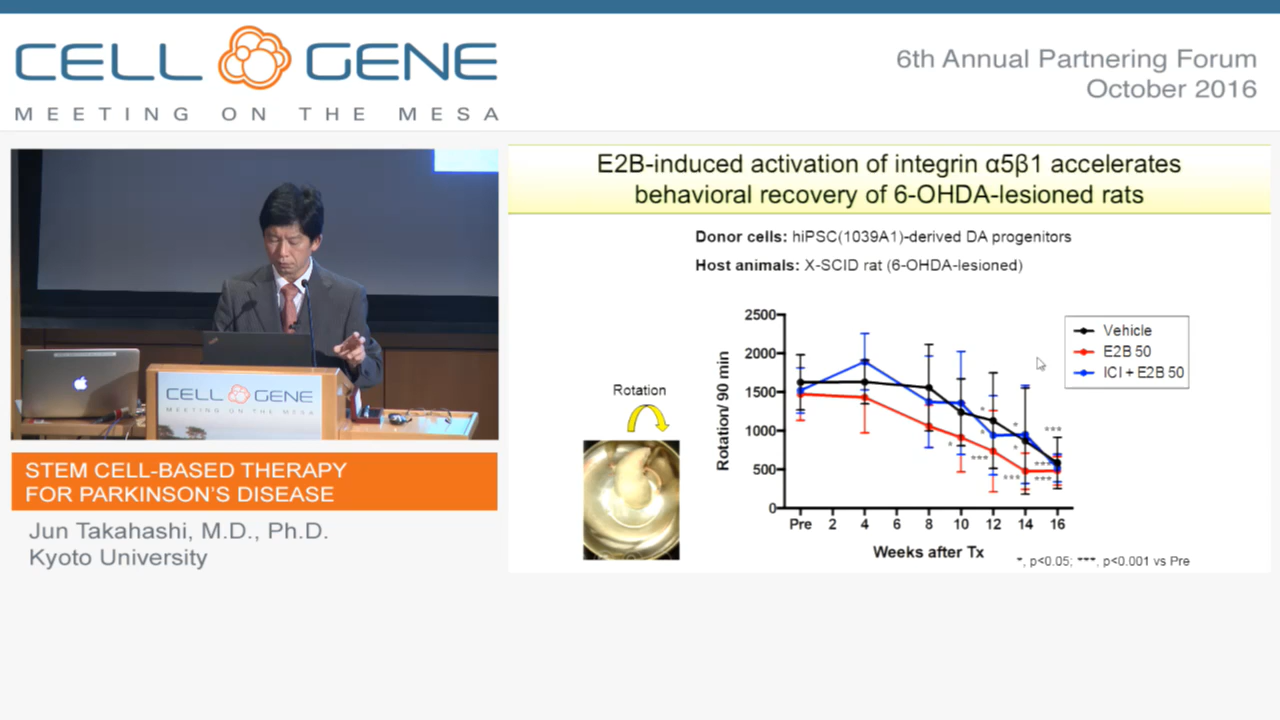 CELL GENE
MEETING ON THE MESA
6th Annual Partnering Forum
October 2016
CELL GENE
MEETING ON THE MESA
STEM CELL-BASED THERAPY
FOR PARKINSON'S DISEASE
Jun Takahashi, M.D., Ph.D.
Kyoto University
E2B-induced activation of integrin α5β1 accelerates
behavioral recovery of 6-OHDA-lesioned rats
Donor cells: hiPSC(1039A1)-derived DA progenitors
Host animals: X-SCID rat (6-OHDA-lesioned)
Rotation
Rotation/ 90 min
2500
2000
1500
1000
500
0
Vehicle
E2B 50
ICI + E2B 50
* * * * * *** *** *** *** ***
Pre 2 4 6 8 10 12 14 16
Weeks after Tx
*, p<0.05; ***, p<0.001 vs Pre